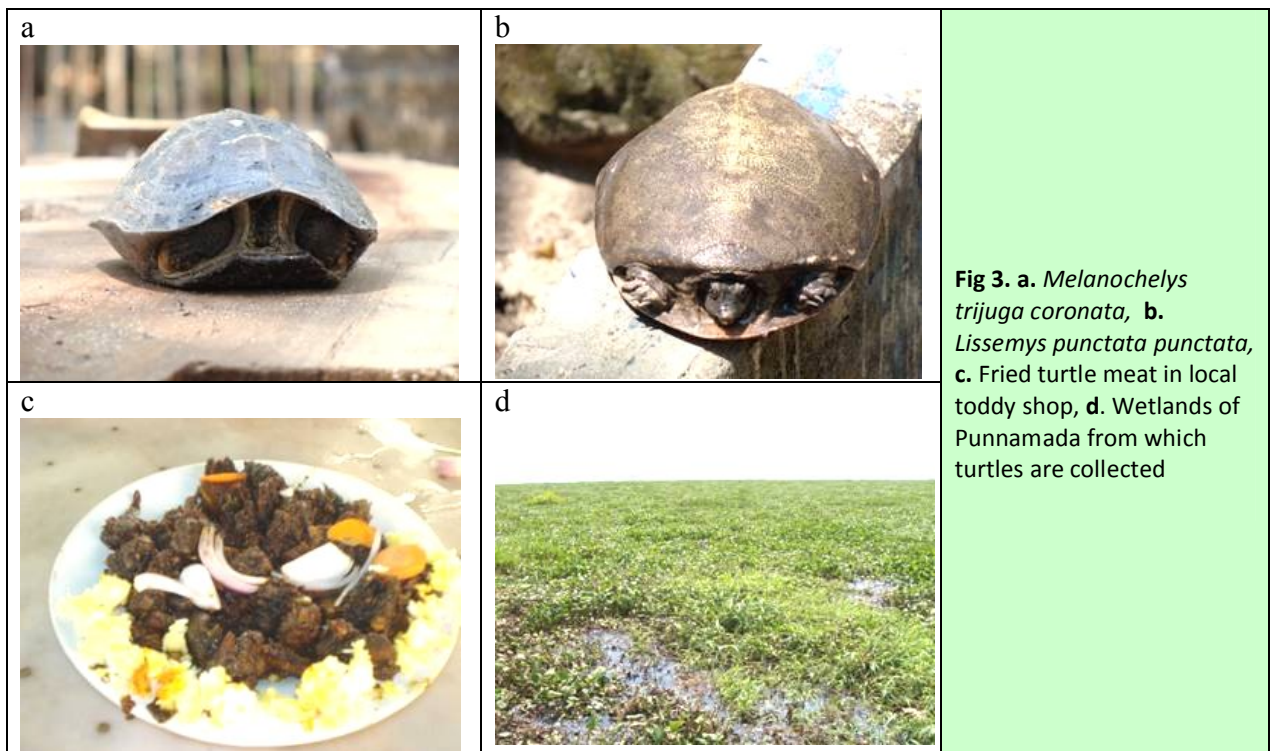 a
b
Fig 3. a. Melanochelys
trijuga coronata, b.
Lissemys punctata punctata,
c. Fried turtle meat in local
toddy shop, d. Wetlands of
Punnamada from which
turtles are collected
c
d